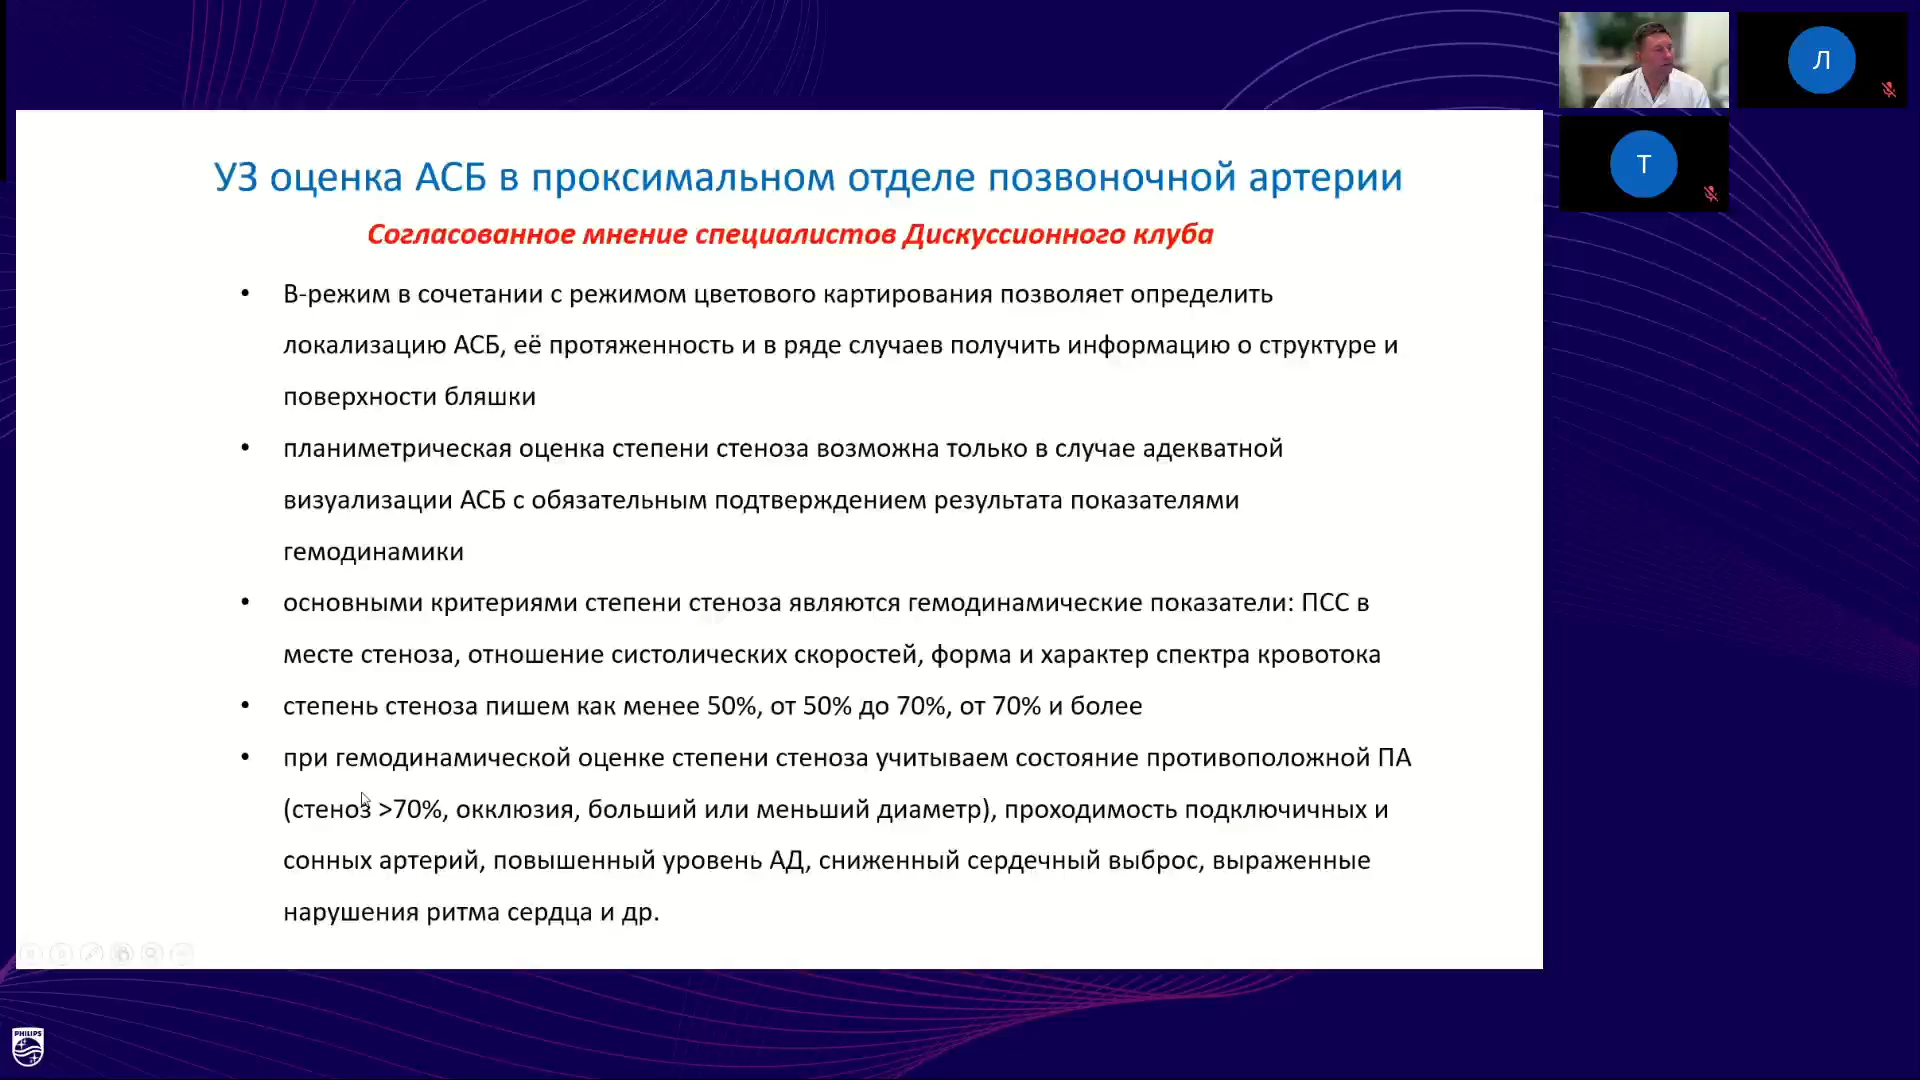 УЗ оценка АСБ в проксимальном отделе позвоночной артерии
Согласованное мнение специалистов Дискуссионного клуба
• В-режим в сочетании с режимом цветового картирования позволяет определить
локализацию АСБ, её протяженность и в ряде случаев получить информацию о структуре и
поверхности бляшки
• планиметрическая оценка степени стеноза возможна только в случае адекватной
визуализации АСБ с обязательным подтверждением результата показателями
гемодинамики
• основными критериями степени стеноза являются гемодинамические показатели: ПСС в
месте стеноза, отношение систолических скоростей, форма и характер спектра кровотока
• степень стеноза пишем как менее 50%, от 50% до 70%, от 70% и более
• при гемодинамической оценке степени стеноза учитываем состояние противоположной ПА
(стеноз >70%, окклюзия, больший или меньший диаметр), проходимость подключичных и
сонных артерий, повышенный уровень АД, сниженный сердечный выброс, выраженные
нарушения ритма сердца и др.
Л
Т
PHILIPS